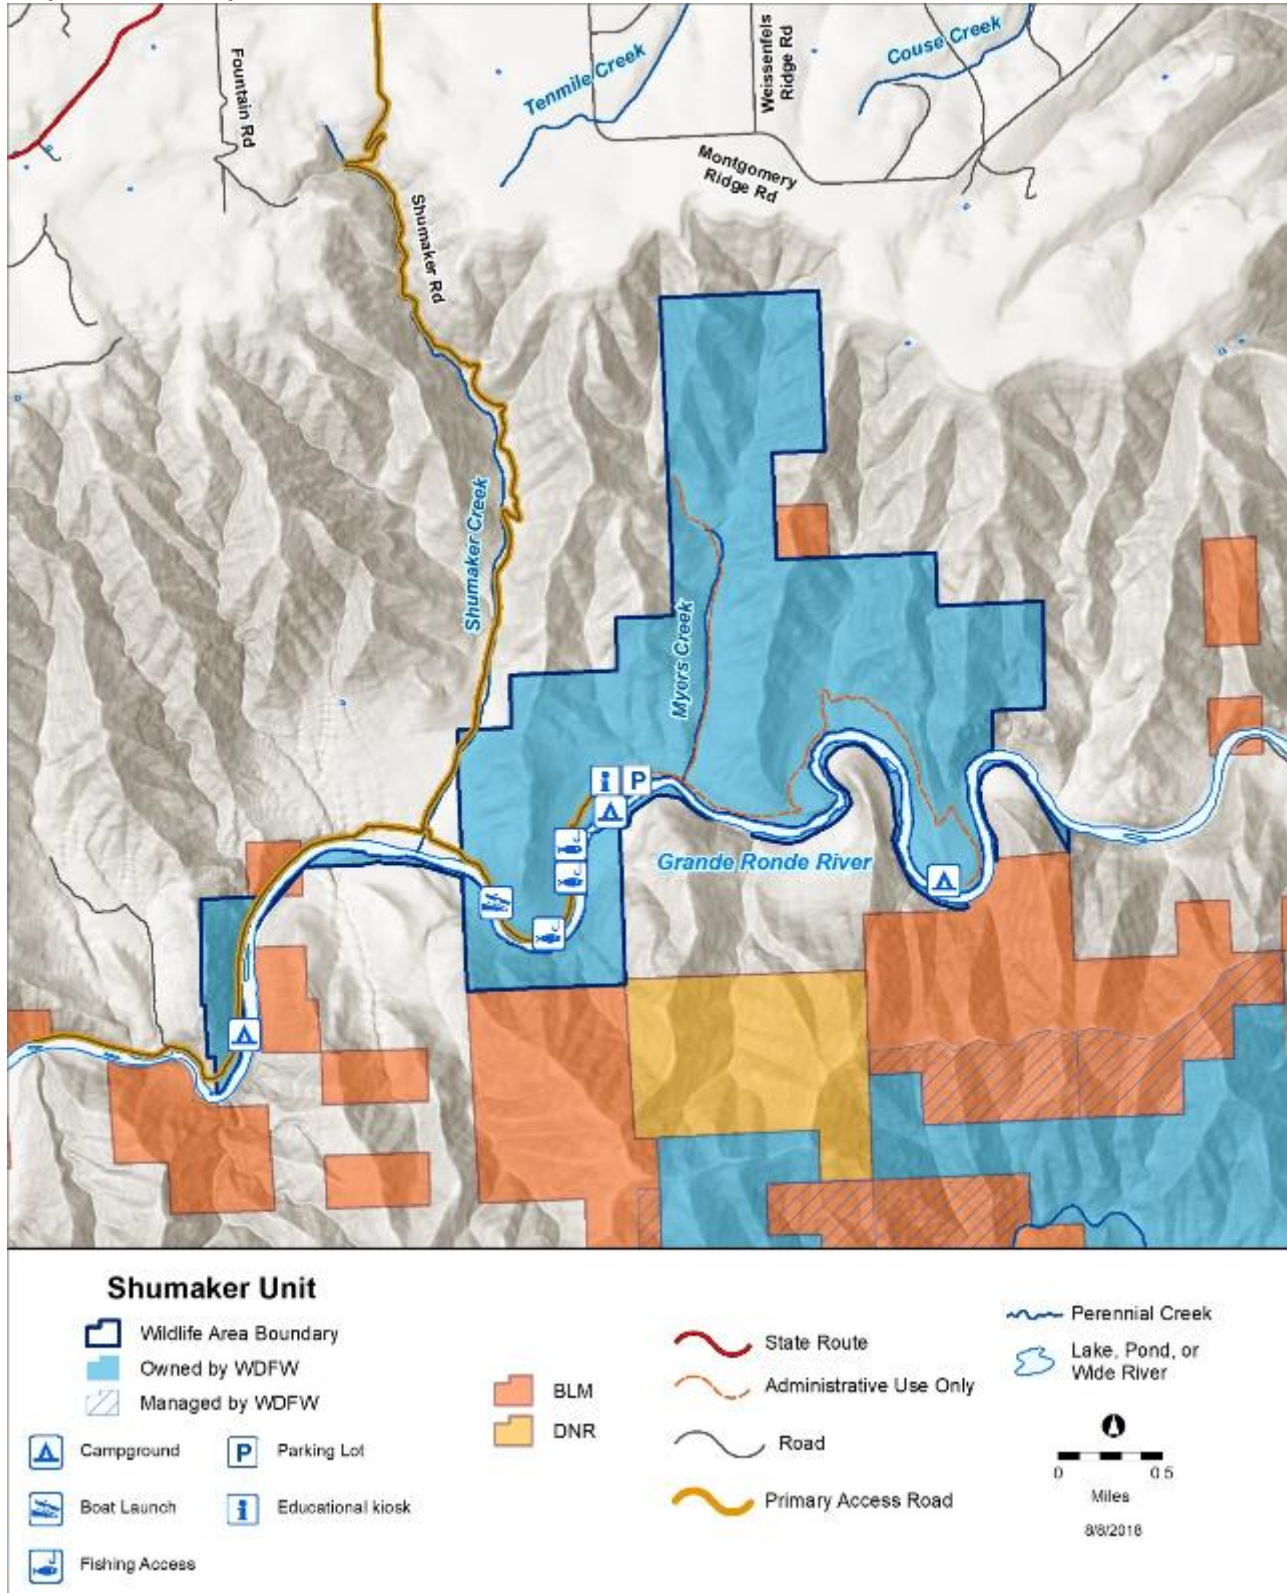 Tenmile Creek
Couse Creek
Fountain Rd
Weissenfels
Ridge Rd
Montgomery
Ridge Rd
Shumaker Rd
Shumaker Creek
Myers Creek
P
Grande Ronde River
Shumaker Unit
Wildlife Area Boundary
Owned by WDFW
Managed by WDFW
Campground
P Parking Lot
Boat Launch
Educational kiosk
Fishing Access
BLM
DNR
State Route
Administrative Use Only
Road
Primary Access Road
Perennial Creek
Lake, Pond, or
Wide River
0 0.5
Miles
8/8/2018